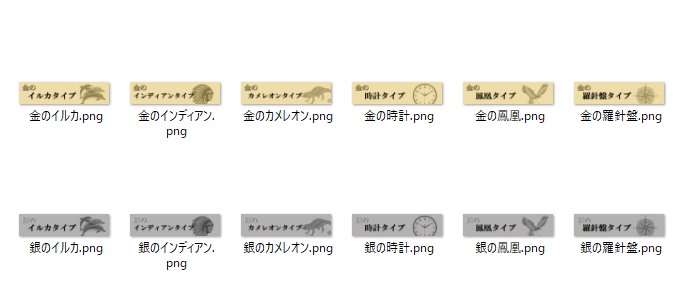 金の
イルカタイプ
金のイルカ.png
金の
インディアンタイプ
金のインディアン.
png
金の
カメレオンタイプ
金のカメレオン.png
金の
時計タイプ
金の時計.png
金の
鳳凰タイプ
金の鳳凰.png
金の
羅針盤タイプ
金の羅針盤.png
銀の
イルカタイプ
銀のイルカ.png
銀の
インディアンタイプ
銀のインディアン.
png
銀の
カメレオンタイプ
銀のカメレオン.png
銀の
時計タイプ
銀の時計.png
銀の
鳳凰タイプ
銀の鳳凰.png
銀の
羅針盤タイプ
銀の羅針盤.png